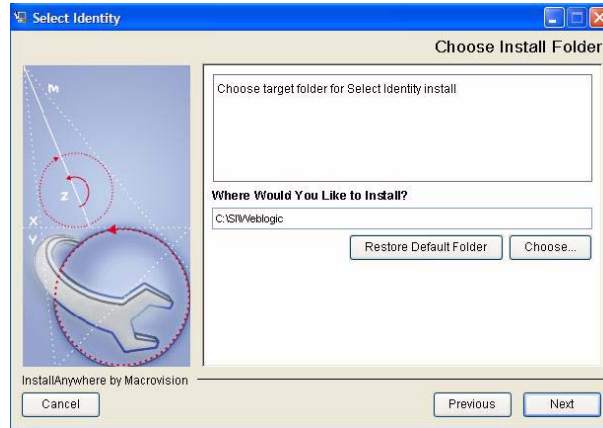 Select Identity
Choose Install Folder
M
Z
X
Y
Choose target folder for Select Identity install
Where Would You Like to Install?
C:\SI\Weblogic
Restore Default Folder
Choose...
InstallAnywhere by Macrovision
Cancel
Previous
Next